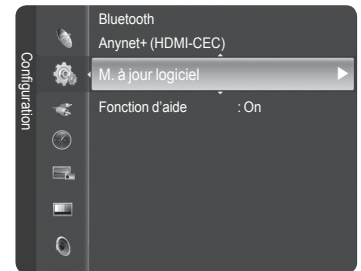 Configuration
Bluetooth
Anynet+ (HDMI-CEC)
M. à jour logiciel
Fonction d’aide : On